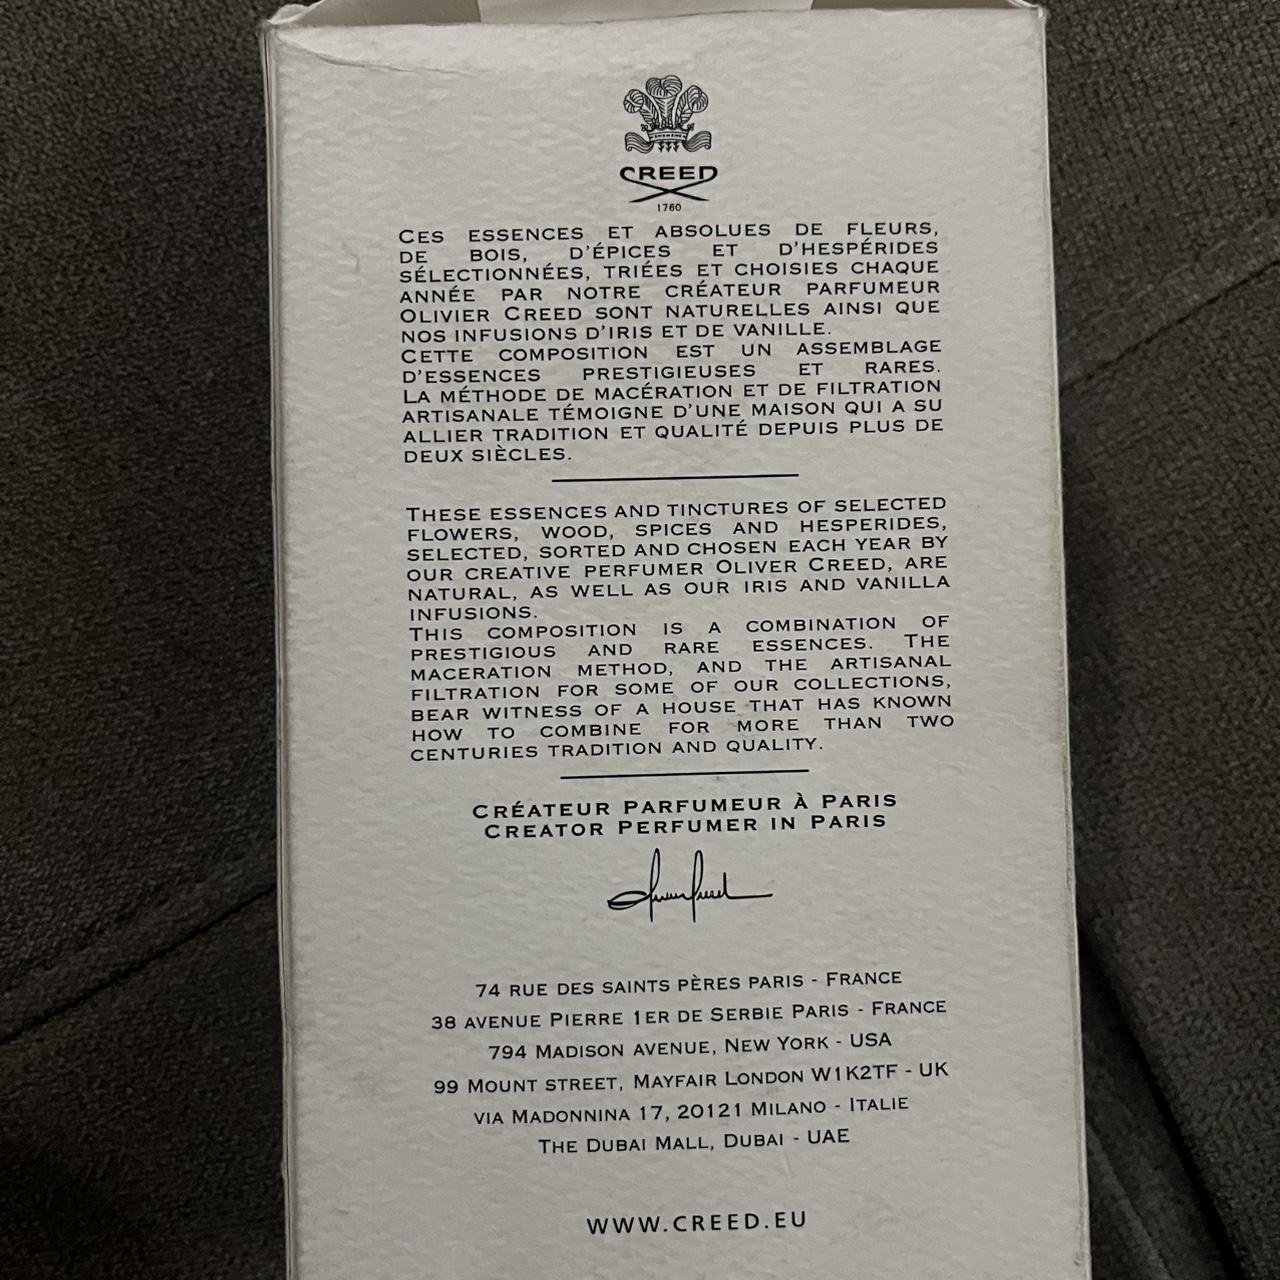 CREED
1760
CES ESSENCES ET ABSOLUES DE FLEURS,
DE BOIS, D'ÉPICES ET D'HESPÉRIDES
SÉLECTIONNÉES, TRIÉES ET CHOISIES CHAQUE
ANNÉE PAR NOTRE CRÉATEUR PARFUMEUR
OLIVIER CREED SONT NATURELLES AINSI QUE
NOS INFUSIONS D'IRIS ET DE VANILLE.
CETTE COMPOSITION EST UN ASSEMBLAGE
D'ESSENCES PRESTIGIEUSES ET RARES.
LA MÉTHODE DE MACÉRATION ET DE FILTRATION
ARTISANALE TÉMOIGNE D'UNE MAISON QUI A SU
ALLIER TRADITION ET QUALITÉ DEPUIS PLUS DE
DEUX SIÈCLES.
THESE ESSENCES AND TINCTURES OF SELECTED
FLOWERS, WOOD, SPICES AND HESPERIDES,
SELECTED, SORTED AND CHOSEN EACH YEAR BY
OUR CREATIVE PERFUMER OLIVER CREED, ARE
NATURAL, AS WELL AS OUR IRIS AND VANILLA
INFUSIONS.
THIS COMPOSITION IS A COMBINATION OF
PRESTIGIOUS AND RARE ESSENCES. THE
MACERATION METHOD, AND THE ARTISANAL
FILTRATION FOR SOME OF OUR COLLECTIONS,
BEAR WITNESS OF A HOUSE THAT HAS KNOWN
HOW TO COMBINE FOR MORE THAN TWO
CENTURIES TRADITION AND QUALITY.
CRÉATEUR PARFUMEUR À PARIS
CREATOR PERFUMER IN PARIS
74 RUE DES SAINTS PÈRES PARIS - FRANCE
38 AVENUE PIERRE 1ER DE SERBIE PARIS - FRANCE
794 MADISON AVENUE, NEW YORK - USA
99 MOUNT STREET, MAYFAIR LONDON W1K2TF - UK
VIA MADONNINA 17, 20121 MILANO - ITALIE
THE DUBAI MALL, DUBAI - UAE
WWW.CREED.EU